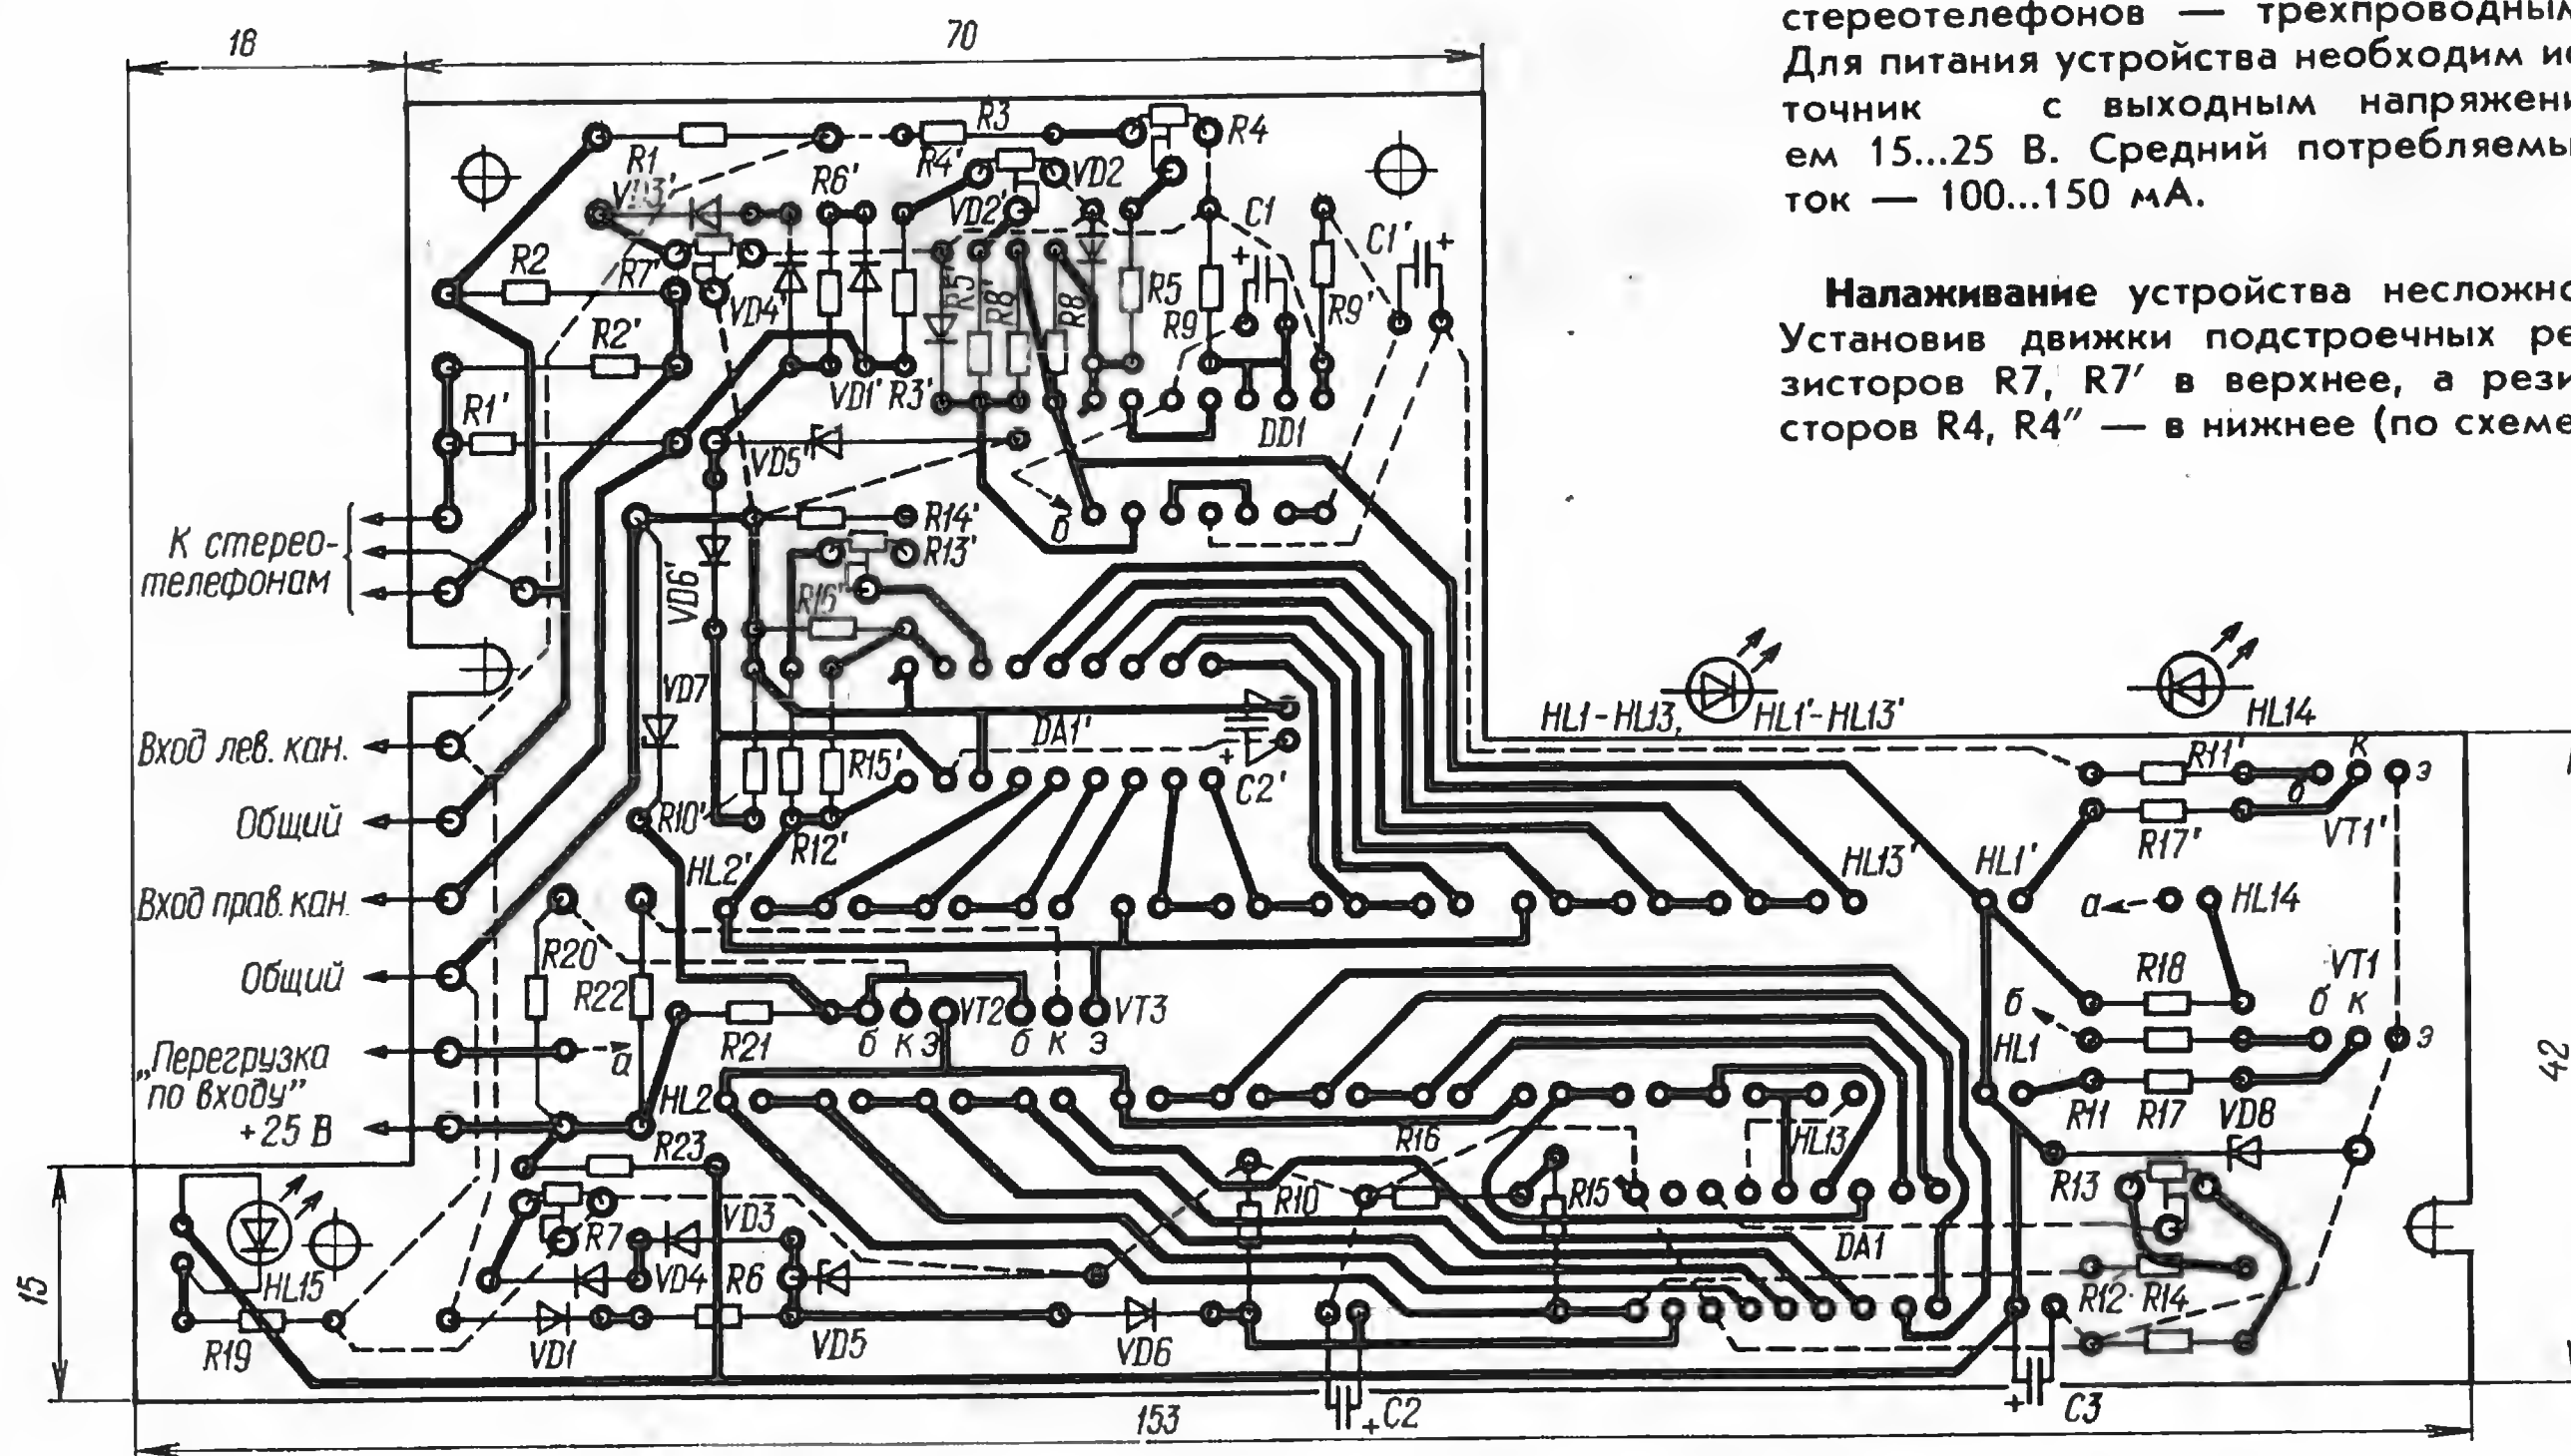 стереотелефонов — трехпроводным
Для питания устройства необходим ис
точник с выходным напряжени
ем 15...25 В. Средний потребляемы
ток — 100...150 мА.
Налаживание устройства несложно
Установив движки подстроечных ре
зисторов R7, R7′ в верхнее, а рези
сторов R4, R4″ — в нижнее (по схеме
18
70
R1
R3
R4
VD3'
R6'
R4'
VD2
VD2'
C1
C1'
R2
R7'
VD4'
R5'
R8'
R8
R5
R9
R9'
R2'
VD1' R3'
R1'
VD5'
DD1
R14'
б
К стерео-
телефонам
R13'
VD6'
R16'
VD7
HL1-HL13, HL1'-HL13'
HL14
Вход лев. кан.
DA1'
R15'
C2'
R11'
к
э
б
R10'
R12'
R17'
VT1'
Общий
HL2'
HL13'
HL1'
Вход прав. кан.
а
HL14
R20
R22
R18
VT1
Общий
б
б к
VT2
VT3
э
„Перегрузка
по входу”
а
R21
б к э
б к э
HL1
42
+25 В
HL2
R23
R16
HL13
R11 R17 VD8
R7
VD3
R10
R15
R13
DA1
15
HL15
VD4
R6
R12 R14
R19
VD1
VD5
VD6
C2
C3
153